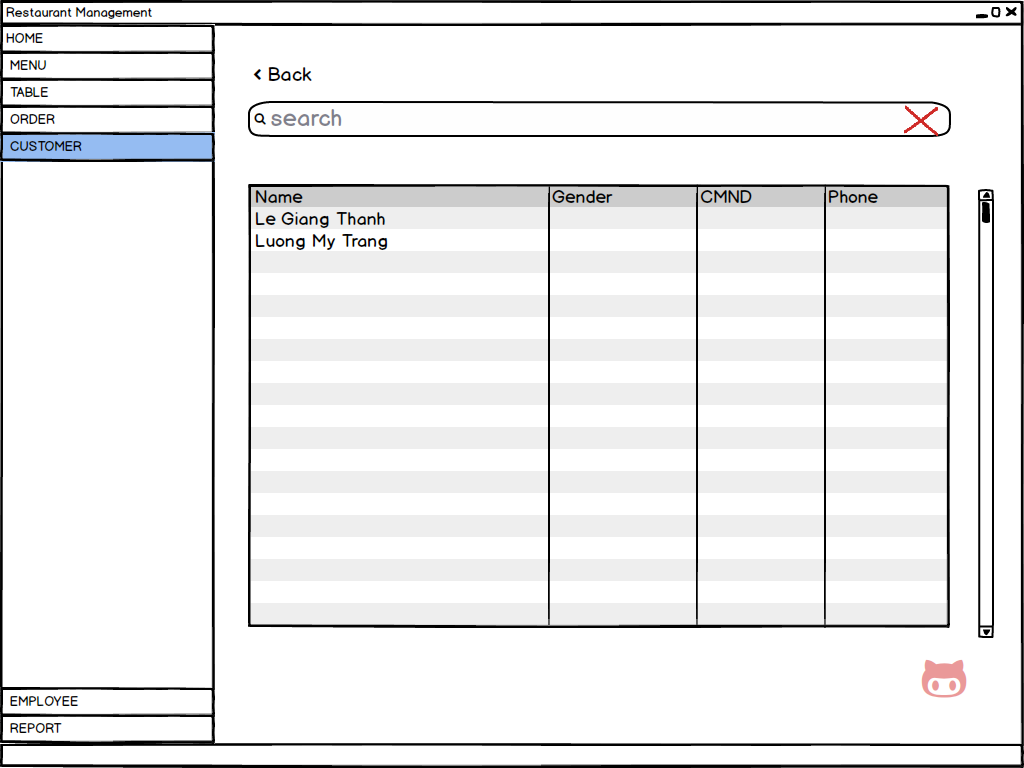 Restaurant Management
HOME
MENU
TABLE
ORDER
CUSTOMER
EMPLOYEE
REPORT
Back
search
Name Gender CMND Phone
Le Giang Thanh
Luong My Trang